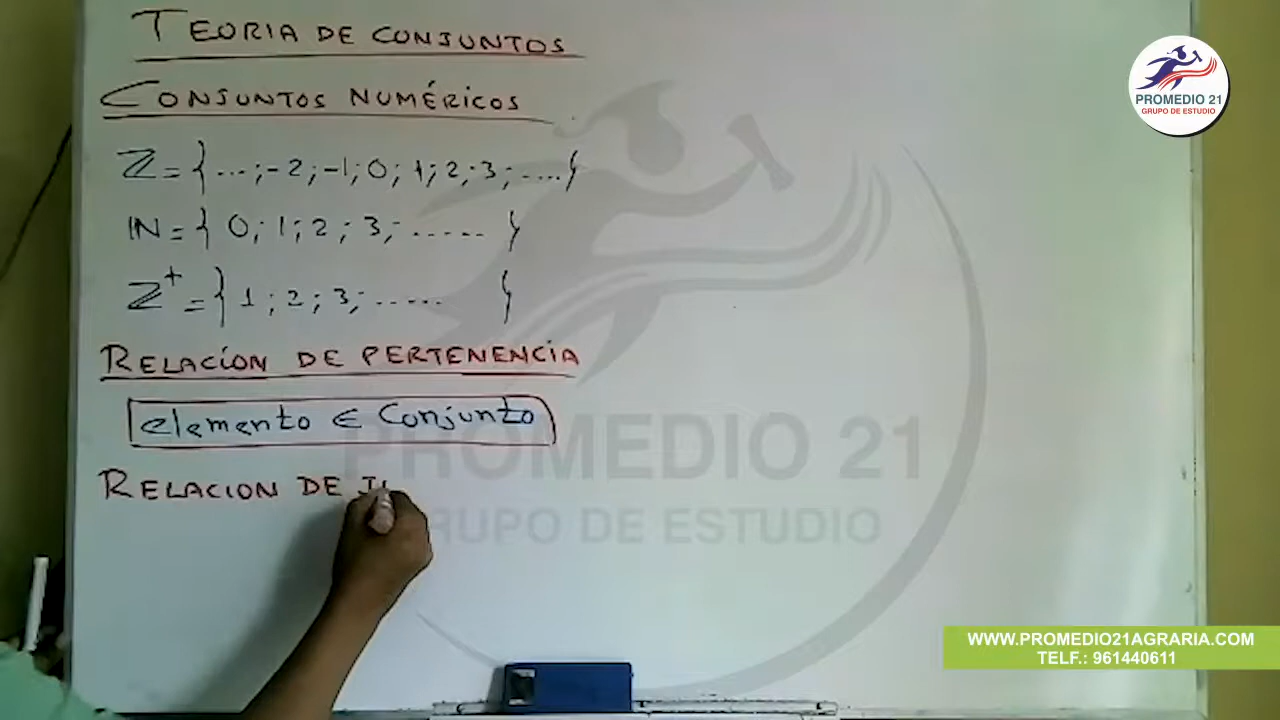 TEORIA DE CONJUNTOS
CONJUNTOS NUMÉRICOS
ℤ = { ...; -2; -1; 0; 1; 2; 3; .... }
IN = { 0; 1; 2; 3; ..... }
ℤ⁺ = { 1; 2; 3; ..... }
RELACIÓN DE PERTENENCIA
elemento ∈ Conjunto
RELACION DE
PROMEDIO 21
GRUPO DE ESTUDIO
PROMEDIO 21
GRUPO DE ESTUDIO
WWW.PROMEDIO21AGRARIA.COM
TELF.: 961440611